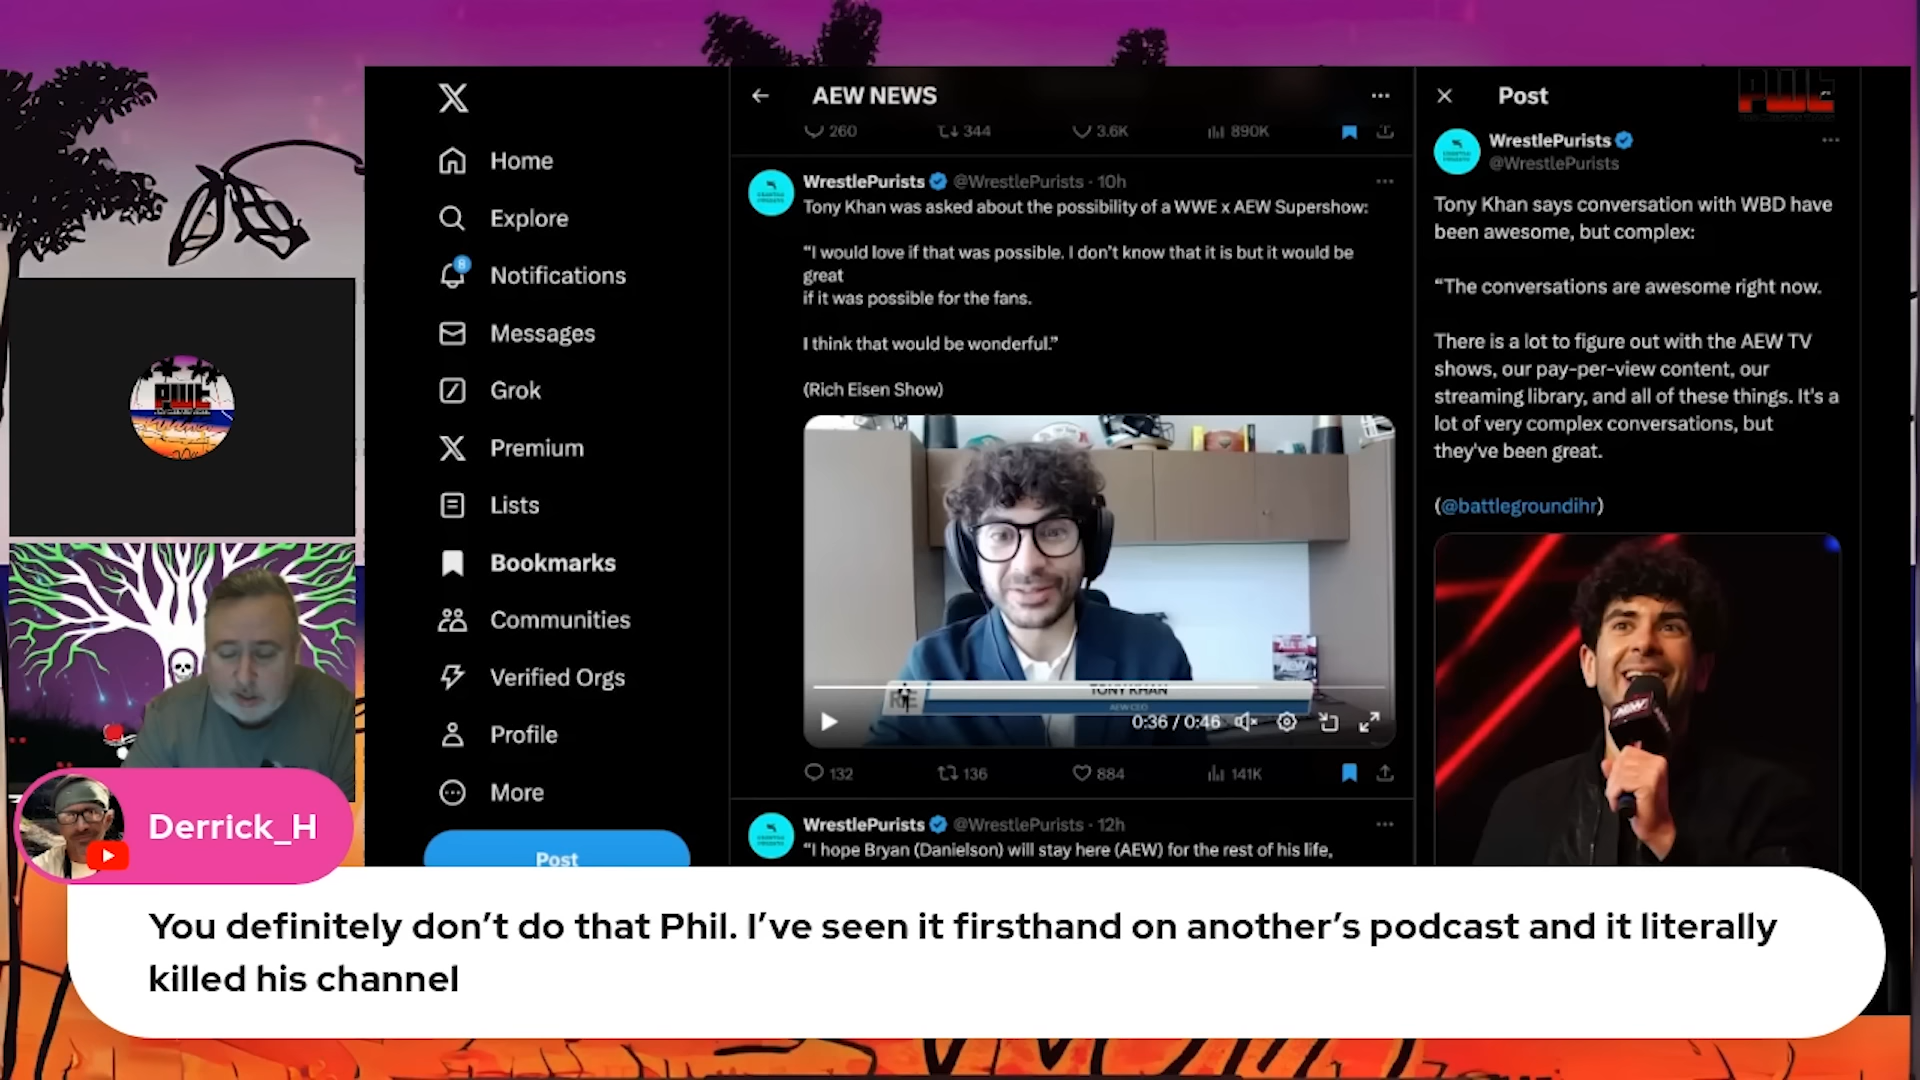 Home
Explore
8
Notifications
Messages
Grok
Premium
Lists
Bookmarks
Communities
Verified Orgs
Profile
More
Post
AEW NEWS
260 344 3.6K 890K
WrestlePurists @WrestlePurists · 10h
Tony Khan was asked about the possibility of a WWE x AEW Supershow:
“I would love if that was possible. I don’t know that it is but it would be
great
if it was possible for the fans.
I think that would be wonderful.”
(Rich Eisen Show)
TONY KHAN
AEW CEO
0:36 / 0:46
132 136 884 141K
WrestlePurists @WrestlePurists · 12h
“I hope Bryan (Danielson) will stay here (AEW) for the rest of his life,
Post
PWT
WrestlePurists
@WrestlePurists
Tony Khan says conversation with WBD have
been awesome, but complex:
“The conversations are awesome right now.
There is a lot to figure out with the AEW TV
shows, our pay-per-view content, our
streaming library, and all of these things. It's a
lot of very complex conversations, but
they've been great.
(@battlegroundihr)
AEW
PWT
Derrick_H
You definitely don’t do that Phil. I’ve seen it firsthand on another’s podcast and it literally
killed his channel